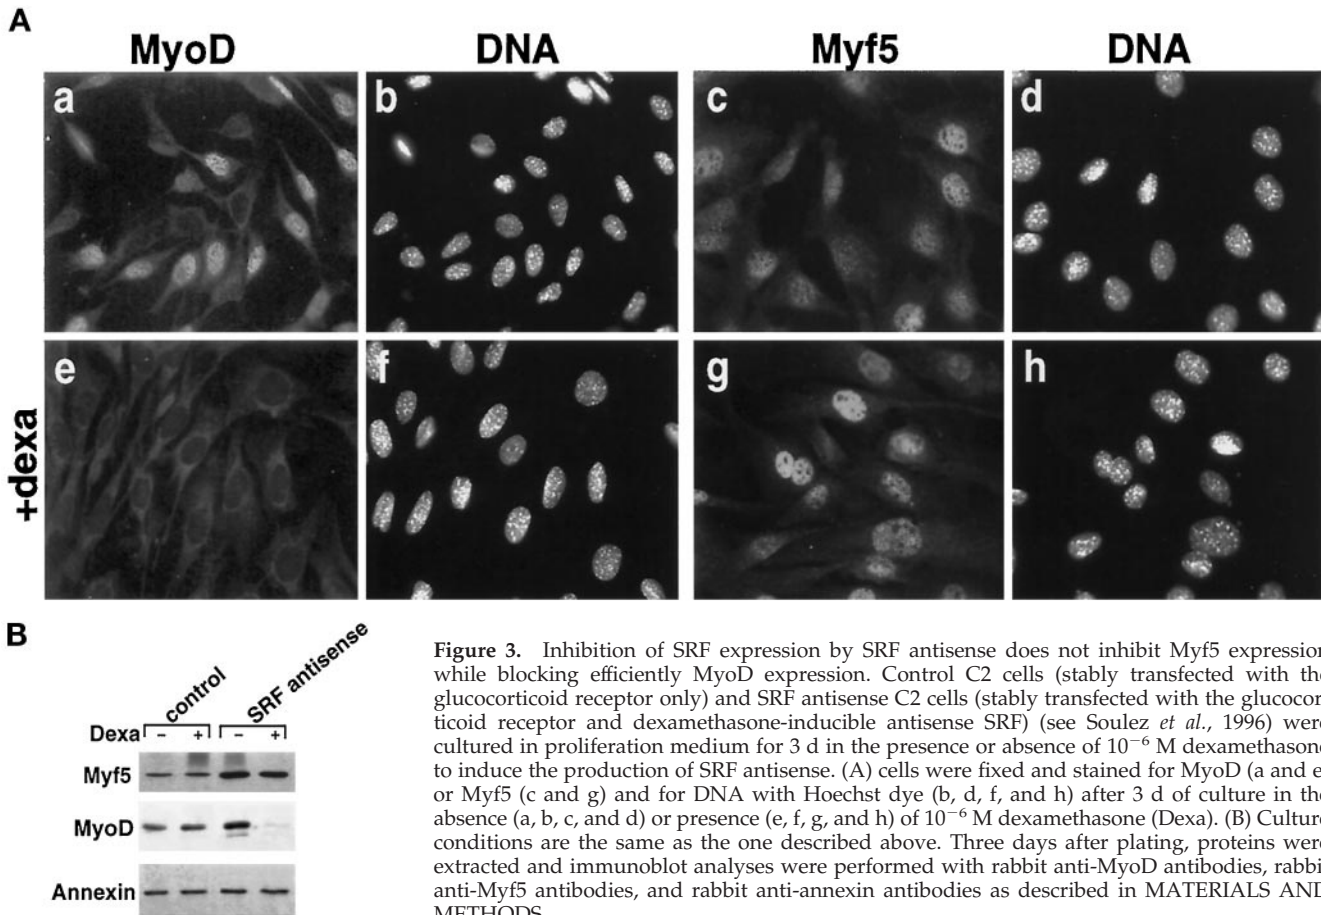 A
MyoD DNA Myf5 DNA
a b c d
+dexa
e f g h
B
control SRF antisense
Dexa − + − +
Myf5
MyoD
Annexin
Figure 3. Inhibition of SRF expression by SRF antisense does not inhibit Myf5 expression
while blocking efficiently MyoD expression. Control C2 cells (stably transfected with the
glucocorticoid receptor only) and SRF antisense C2 cells (stably transfected with the glucocor-
ticoid receptor and dexamethasone-inducible antisense SRF) (see Soulez et al., 1996) were
cultured in proliferation medium for 3 d in the presence or absence of 10⁻⁶ M dexamethasone
to induce the production of SRF antisense. (A) cells were fixed and stained for MyoD (a and e)
or Myf5 (c and g) and for DNA with Hoechst dye (b, d, f, and h) after 3 d of culture in the
absence (a, b, c, and d) or presence (e, f, g, and h) of 10⁻⁶ M dexamethasone (Dexa). (B) Culture
conditions are the same as the one described above. Three days after plating, proteins were
extracted and immunoblot analyses were performed with rabbit anti-MyoD antibodies, rabbit
anti-Myf5 antibodies, and rabbit anti-annexin antibodies as described in MATERIALS AND
METHODS